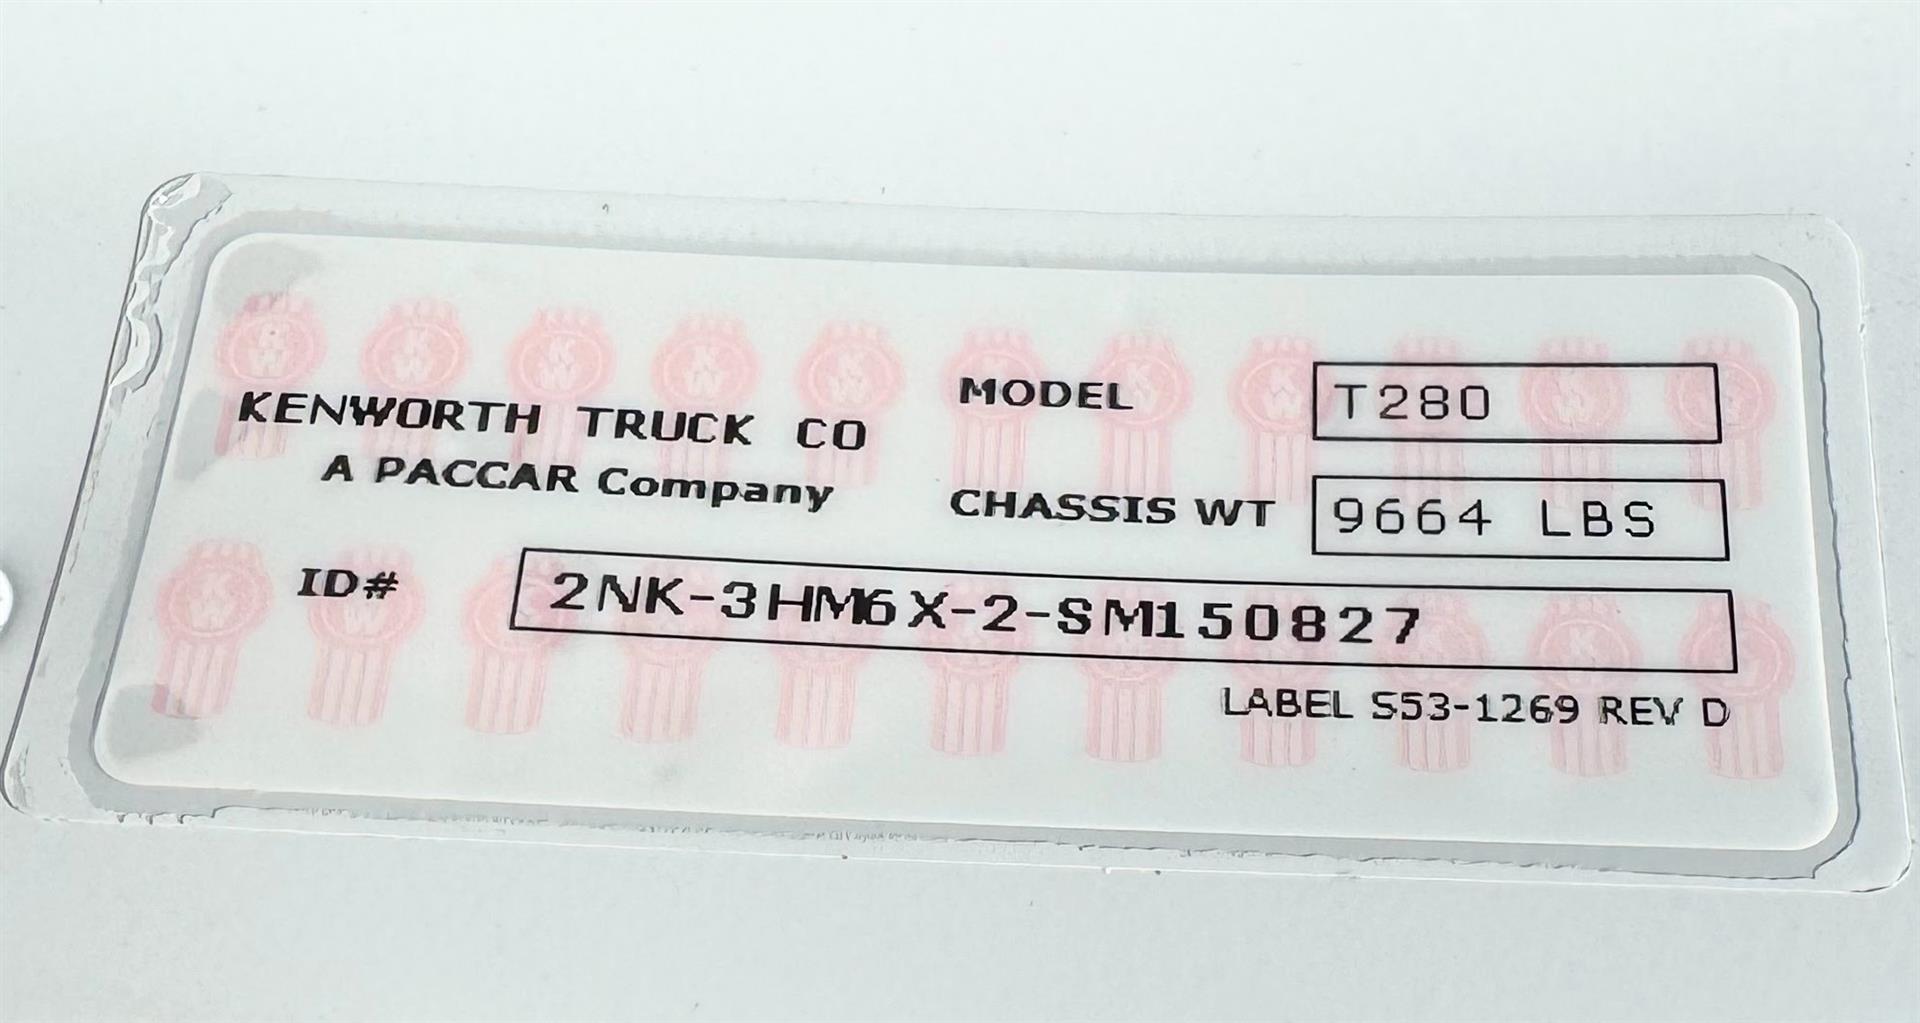 KENWORTH TRUCK CO
A PACCAR Company
MODEL T280
CHASSIS WT 9664 LBS
ID# 2NK-3HM6X-2-SM150827
LABEL S53-1269 REV D